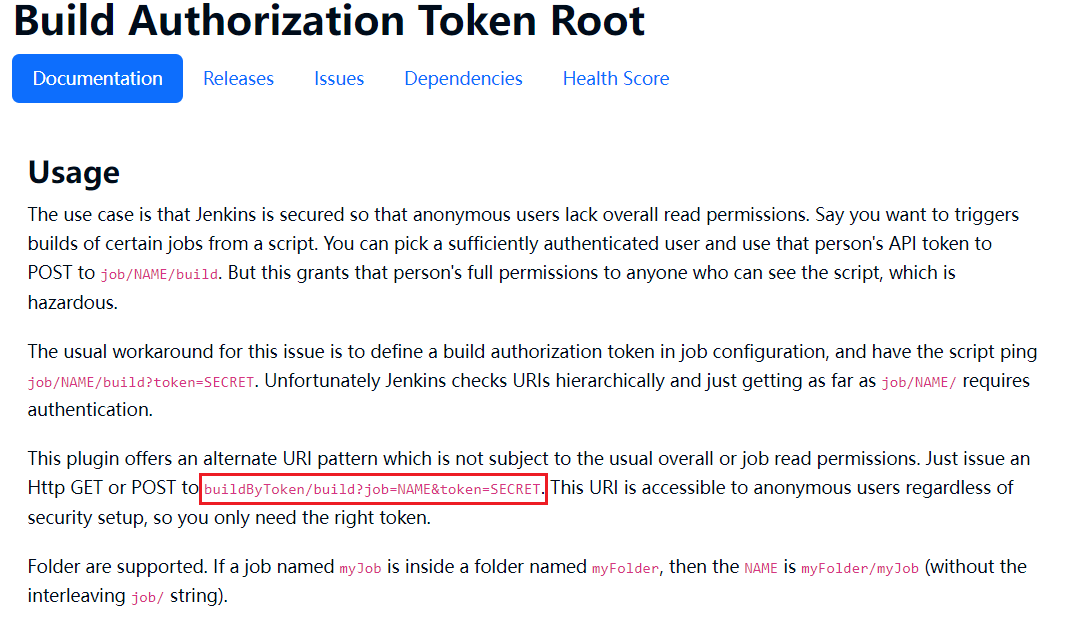 Build Authorization Token Root
Documentation Releases Issues Dependencies Health Score
Usage
The use case is that Jenkins is secured so that anonymous users lack overall read permissions. Say you want to triggers
builds of certain jobs from a script. You can pick a sufficiently authenticated user and use that person's API token to
POST to job/NAME/build. But this grants that person's full permissions to anyone who can see the script, which is
hazardous.
The usual workaround for this issue is to define a build authorization token in job configuration, and have the script ping
job/NAME/build?token=SECRET. Unfortunately Jenkins checks URIs hierarchically and just getting as far as job/NAME/ requires
authentication.
This plugin offers an alternate URI pattern which is not subject to the usual overall or job read permissions. Just issue an
Http GET or POST to buildByToken/build?job=NAME&token=SECRET. This URI is accessible to anonymous users regardless of
security setup, so you only need the right token.
Folder are supported. If a job named myJob is inside a folder named myFolder, then the NAME is myFolder/myJob (without the
interleaving job/ string).